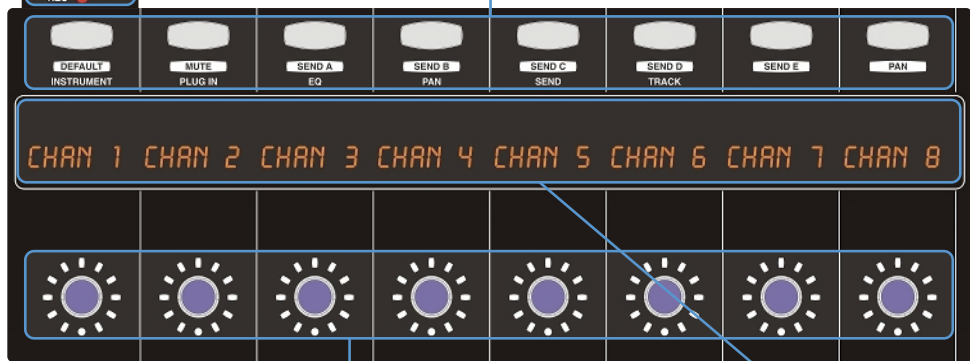 DEFAULT MUTE SEND A SEND B SEND C SEND D SEND E PAN
INSTRUMENT PLUG IN EQ PAN SEND TRACK
CHAN 1 CHAN 2 CHAN 3 CHAN 4 CHAN 5 CHAN 6 CHAN 7 CHAN 8